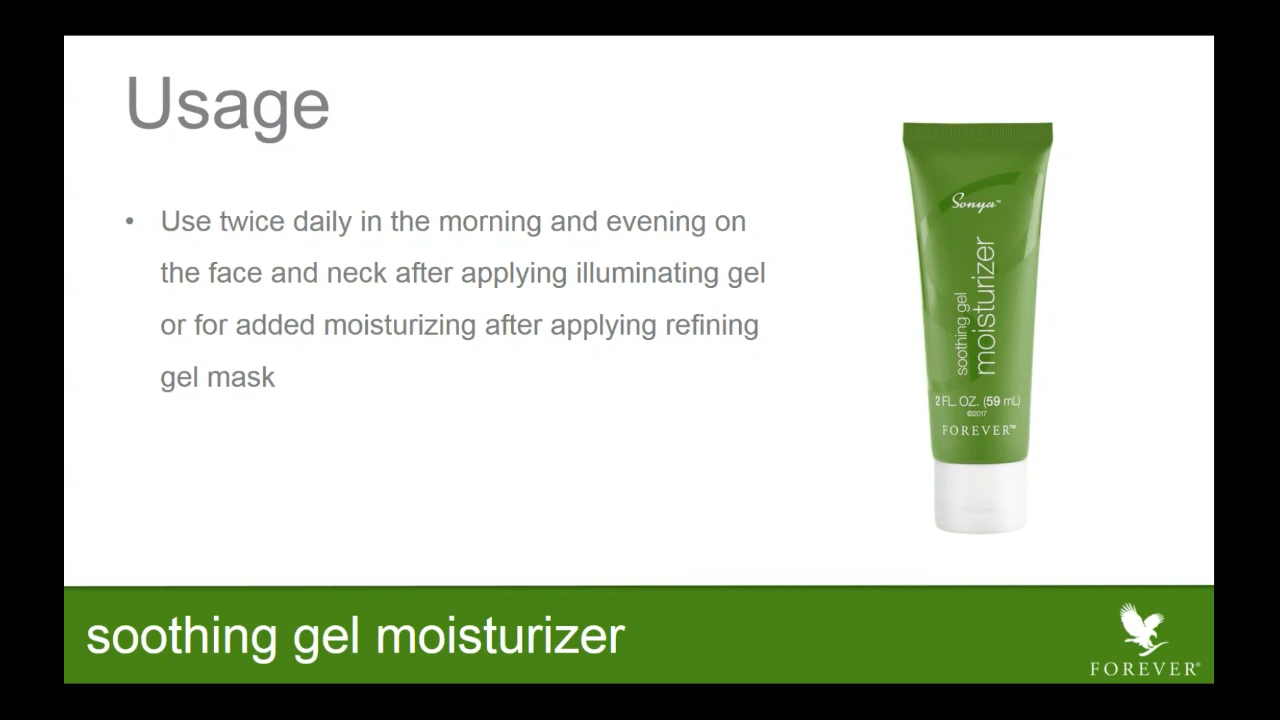 Usage
• Use twice daily in the morning and evening on
the face and neck after applying illuminating gel
or for added moisturizing after applying refining
gel mask
Sonya™
soothing gel
moisturizer
2 FL. OZ. (59 mL)
©2017
FOREVER™
soothing gel moisturizer
FOREVER®